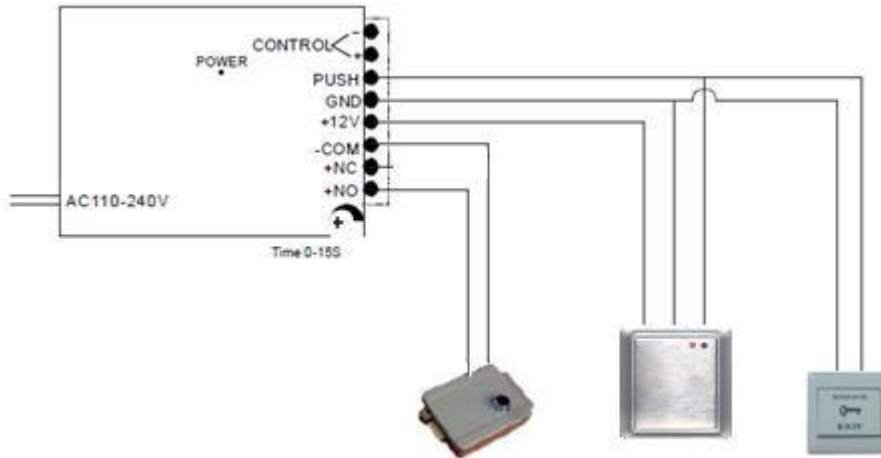 CONTROL - 
+
POWER
PUSH
GND
+12V
-COM
+NC
+NO
AC110-240V
+
Time 0-15S
EXIT